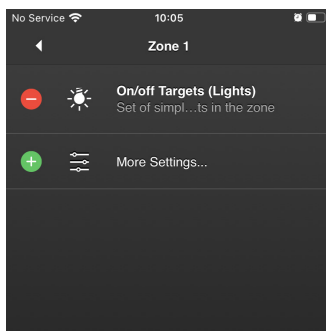 No Service 10:05
Zone 1
On/off Targets (Lights)
Set of simpl...ts in the zone
More Settings...